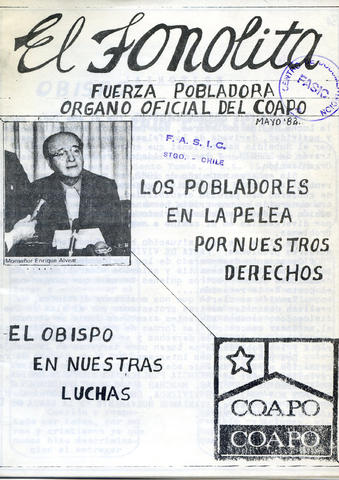 El Fonolita
FUERZA POBLADORA
ORGANO OFICIAL DEL COAPO
MAYO '82.
FASIC
F. A. S. I. C.
STGO. - CHILE
Monseñor Enrique Alvear
LOS POBLADORES
EN LA PELEA
POR NUESTROS
DERECHOS
EL OBISPO
EN NUESTRAS
LUCHAS
COAPO
COAPO